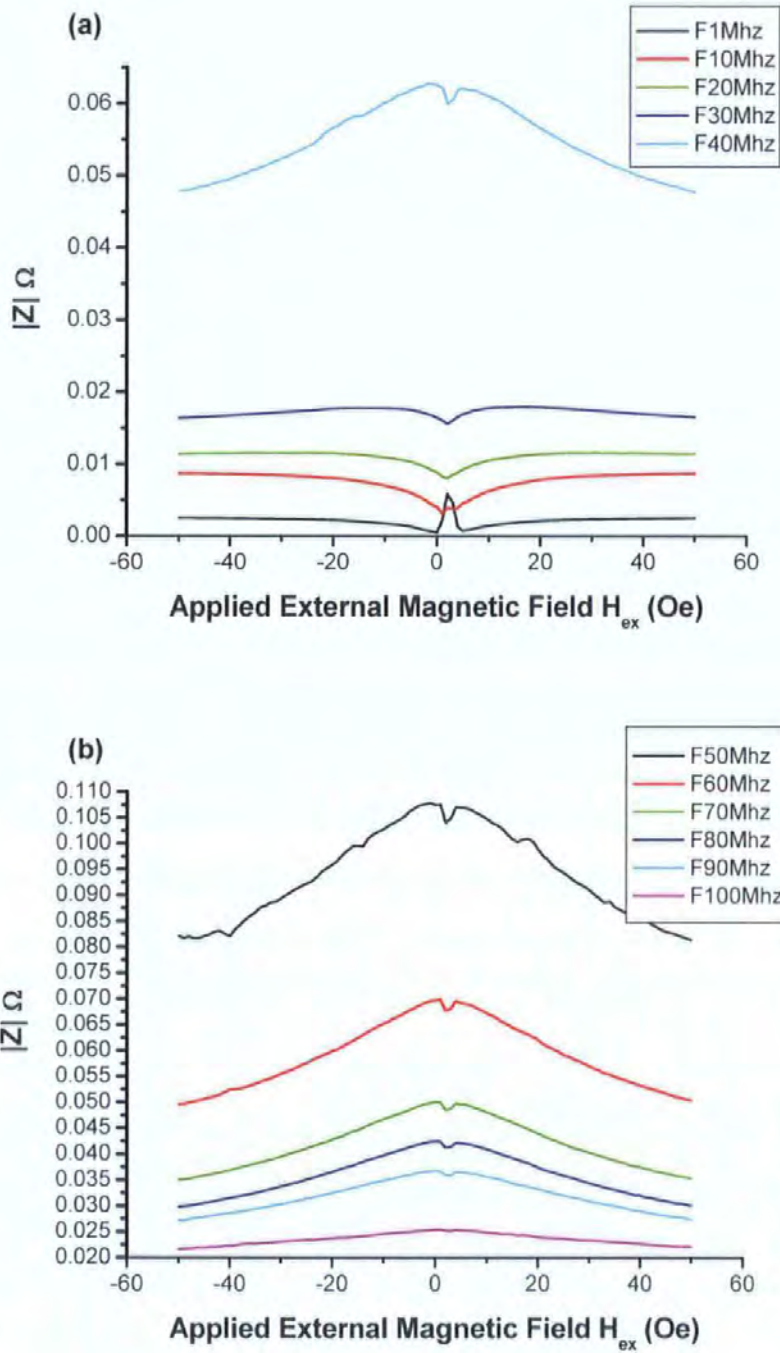 (a)
F1Mhz
F10Mhz
F20Mhz
F30Mhz
F40Mhz
0.06
0.05
0.04
0.03
0.02
0.01
0.00
|Z| Ω
-60 -40 -20 0 20 40 60
Applied External Magnetic Field Hex (Oe)
(b)
F50Mhz
F60Mhz
F70Mhz
F80Mhz
F90Mhz
F100Mhz
0.110
0.105
0.100
0.095
0.090
0.085
0.080
0.075
0.070
0.065
0.060
0.055
0.050
0.045
0.040
0.035
0.030
0.025
0.020
|Z| Ω
-60 -40 -20 0 20 40 60
Applied External Magnetic Field Hex (Oe)